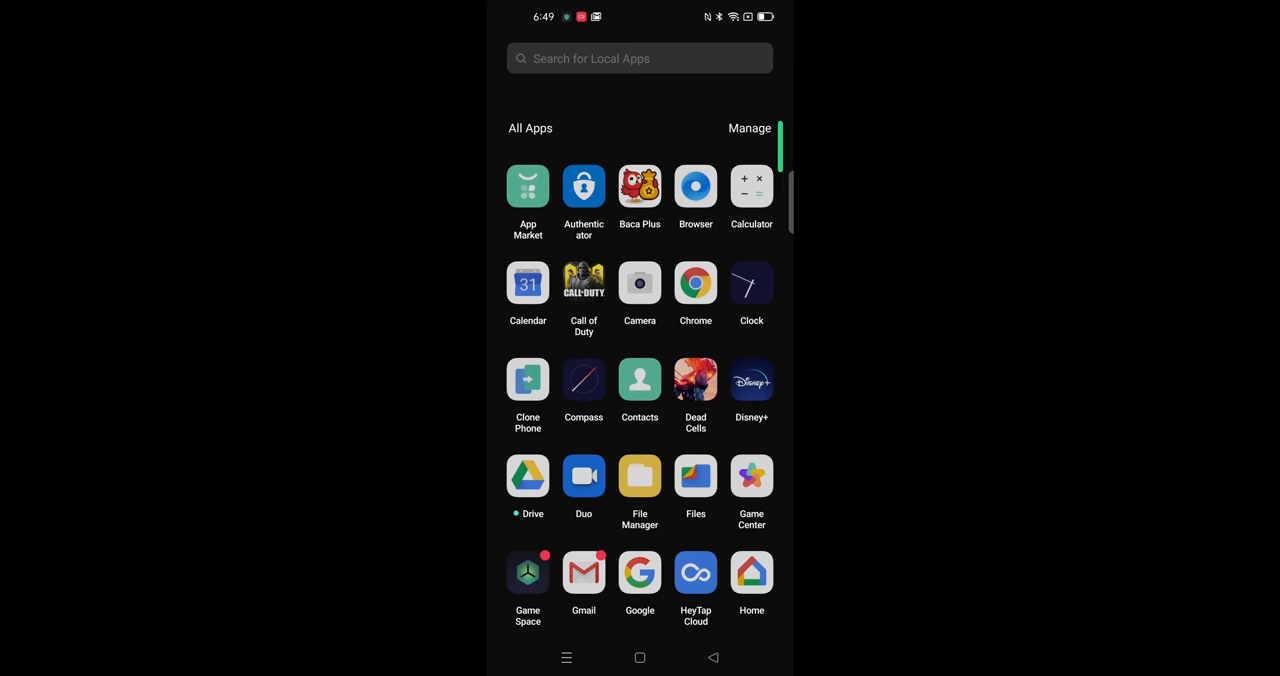 6:49
Search for Local Apps
All Apps Manage
App Market
Authentic ator
Baca Plus
Browser
Calculator
31
Calendar
CALL OF DUTY
Call of Duty
Camera
Chrome
Clock
Clone Phone
Compass
Contacts
Dead Cells
Disney+
Disney+
Drive
Duo
File Manager
Files
Game Center
Game Space
Gmail
Google
HeyTap Cloud
Home